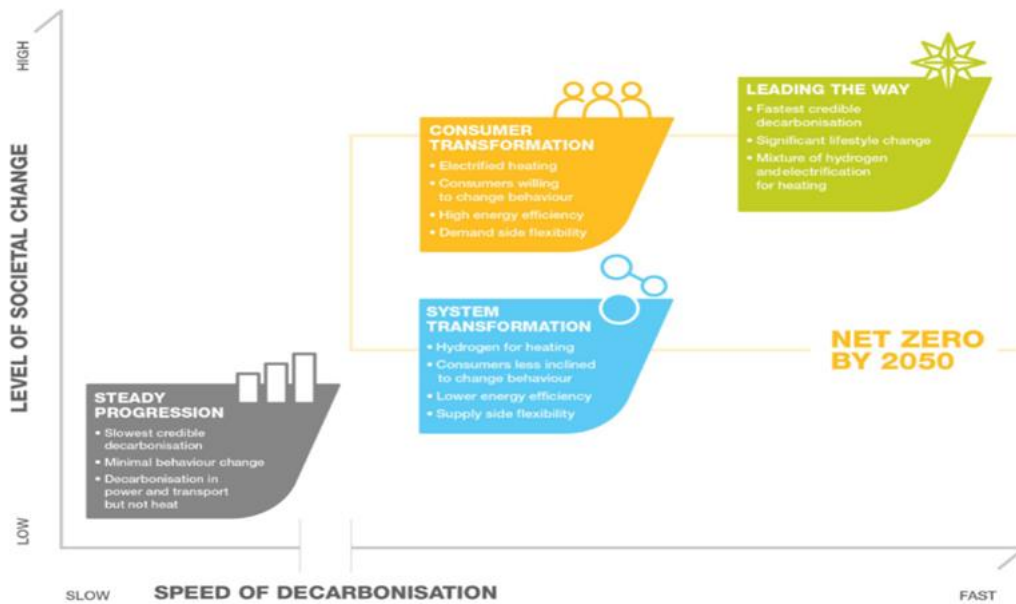 HIGH
LEVEL OF SOCIETAL CHANGE
LOW
LEADING THE WAY
• Fastest credible
decarbonisation
• Significant lifestyle change
• Mixture of hydrogen
and electrification
for heating
CONSUMER
TRANSFORMATION
• Electrified heating
• Consumers willing
to change behaviour
• High energy efficiency
• Demand side flexibility
SYSTEM
TRANSFORMATION
• Hydrogen for heating
• Consumers less inclined
to change behaviour
• Lower energy efficiency
• Supply side flexibility
NET ZERO
BY 2050
STEADY
PROGRESSION
• Slowest credible
decarbonisation
• Minimal behaviour change
• Decarbonisation in
power and transport
but not heat
SLOW
SPEED OF DECARBONISATION
FAST